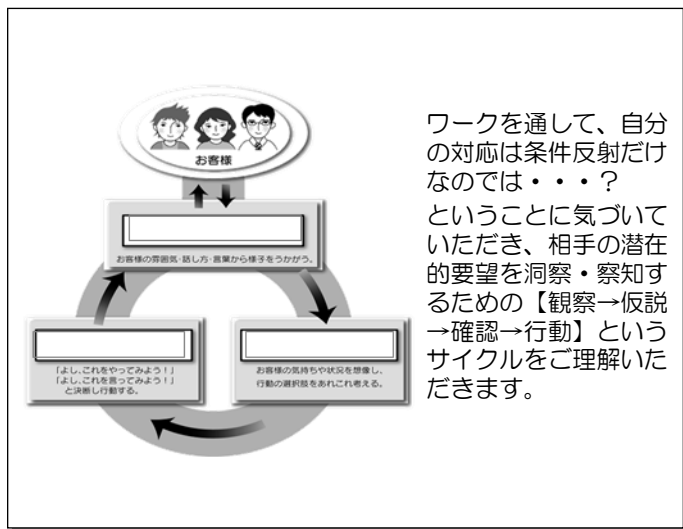 お客様
お客様の雰囲気・話し方・言葉から様子をうかがう。
「よし、これをやってみよう!」
「よし、これを言ってみよう!」
と決断し行動する。
お客様の気持ちや状況を想像し、
行動の選択肢をあれこれ考える。
ワークを通して、自分
の対応は条件反射だけ
なのでは・・・?
ということに気づいて
いただき、相手の潜在
的要望を洞察・察知す
るための【観察→仮説
→確認→行動】という
サイクルをご理解いた
だきます。